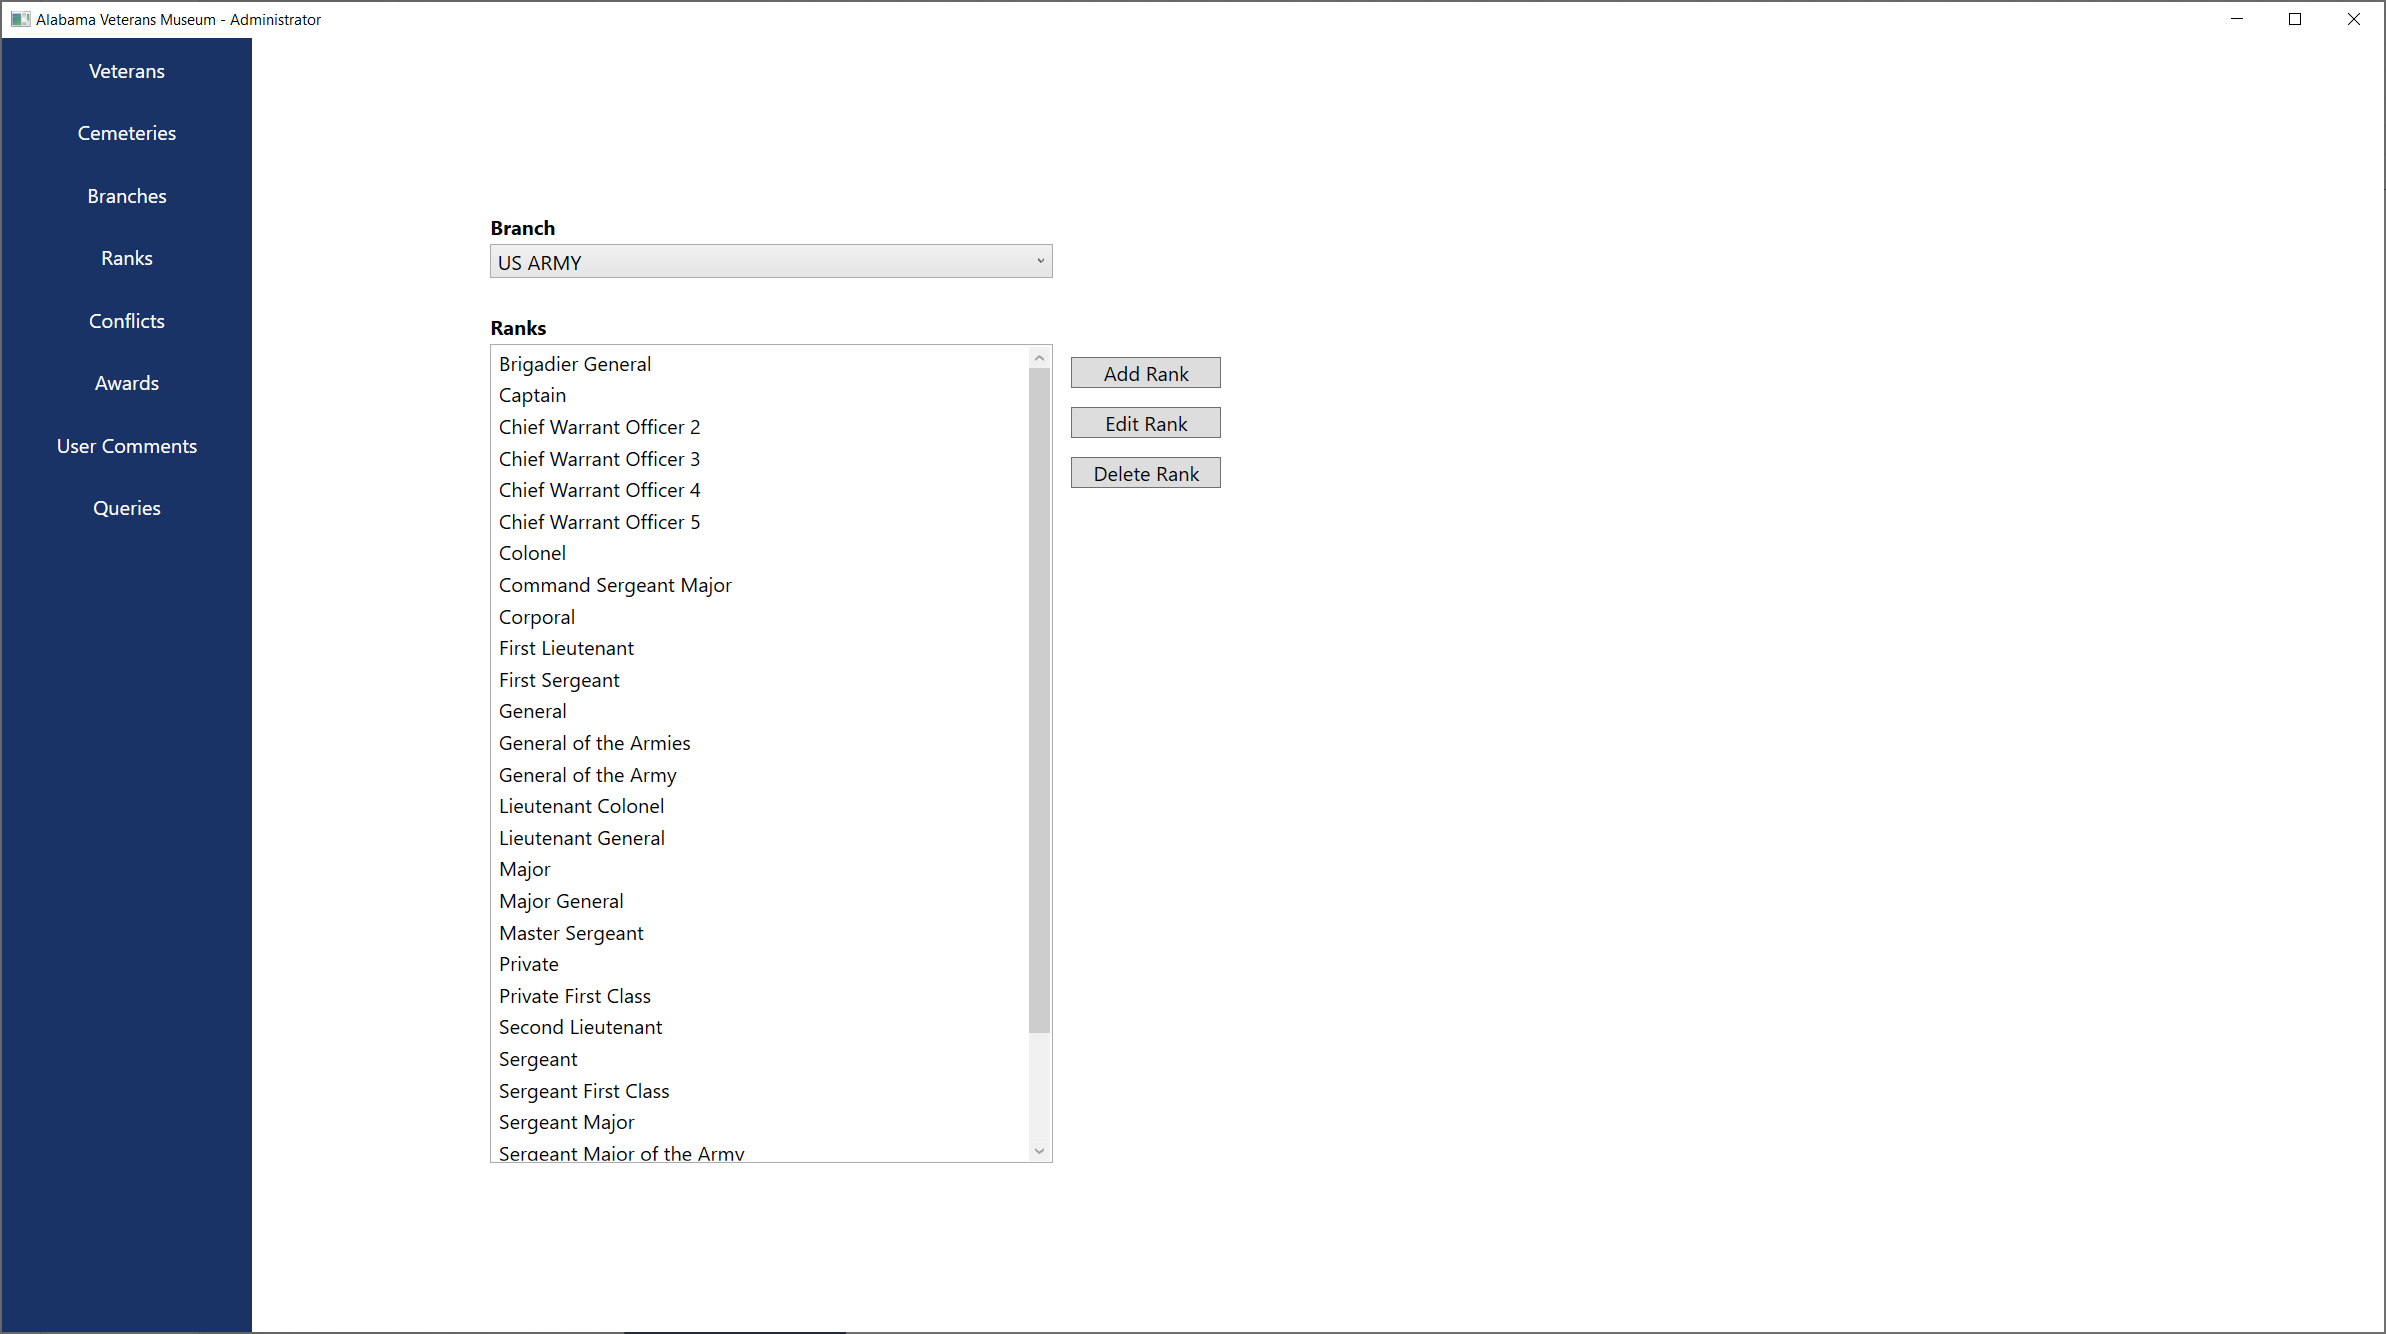 Alabama Veterans Museum - Administrator
Veterans
Cemeteries
Branches
Ranks
Conflicts
Awards
User Comments
Queries
Branch
US ARMY
Ranks
Brigadier General
Captain
Chief Warrant Officer 2
Chief Warrant Officer 3
Chief Warrant Officer 4
Chief Warrant Officer 5
Colonel
Command Sergeant Major
Corporal
First Lieutenant
First Sergeant
General
General of the Armies
General of the Army
Lieutenant Colonel
Lieutenant General
Major
Major General
Master Sergeant
Private
Private First Class
Second Lieutenant
Sergeant
Sergeant First Class
Sergeant Major
Sergeant Major of the Army
Add Rank
Edit Rank
Delete Rank